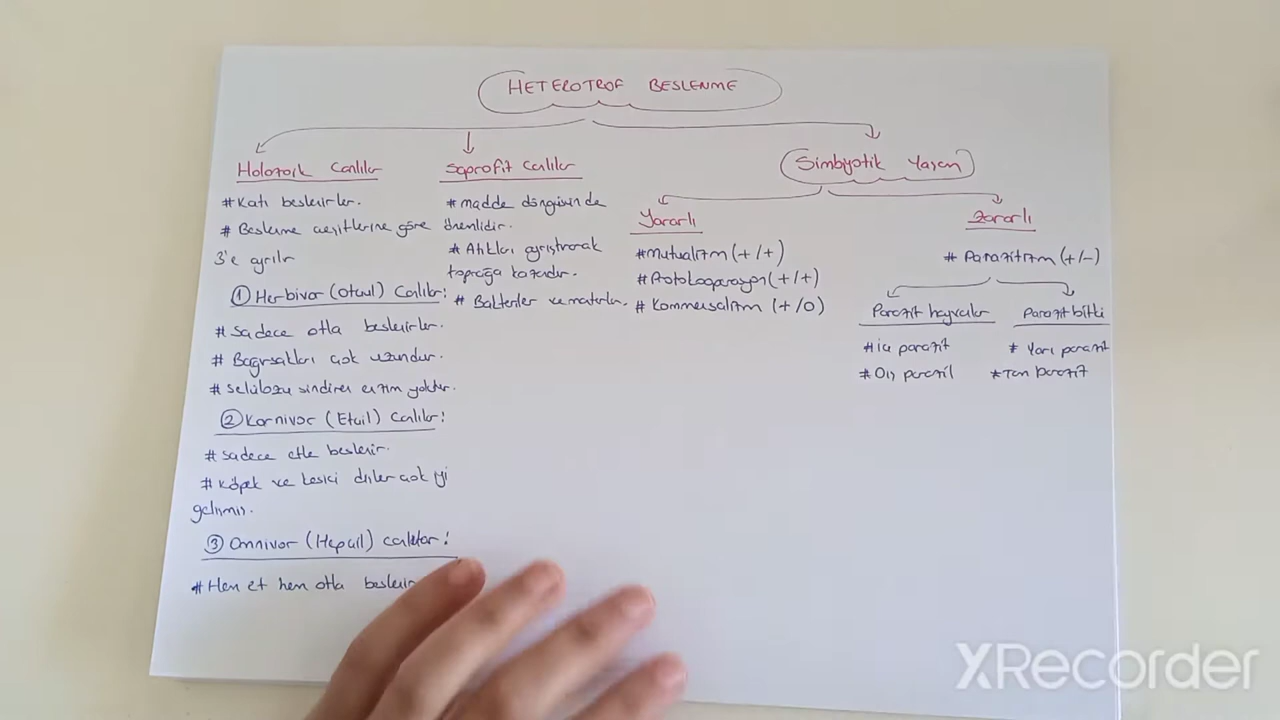 HETEROTROF BESLENME
Holozoik Canlılar
# Katı beslenirler.
# Beslenme çeşitlerine göre
3'e ayrılır
① Herbivor (Otçul) Canlılar:
# Sadece otla beslenirler.
# Bağırsakları çok uzundur.
# Selülozu sindiren enzim yoktur.
② Karnivor (Etçil) Canlılar:
# Sadece etle beslenir.
# Köpek ve kesici dişler çok iyi
gelişmiş.
③ Omnivor (Hepçil) canlılar:
# Hem et hem otla beslenir
Saprofit Canlılar
# madde döngüsünde
önemlidir.
# Atıkları ayrıştırarak
toprağa kazandır.
# Bakteriler ve mantarlar.
Simbiyotik Yaşam
Yararlı
# Mutualizm (+/+)
# Protokooperasyon (+/+)
# Kommensalizm (+/0)
Zararlı
# Parazitizm (+/-)
Parazit hayvanlar
# iç parazit
# Dış parazit
Parazit bitki
# Yarı parazit
# Tam parazit
XRecorder